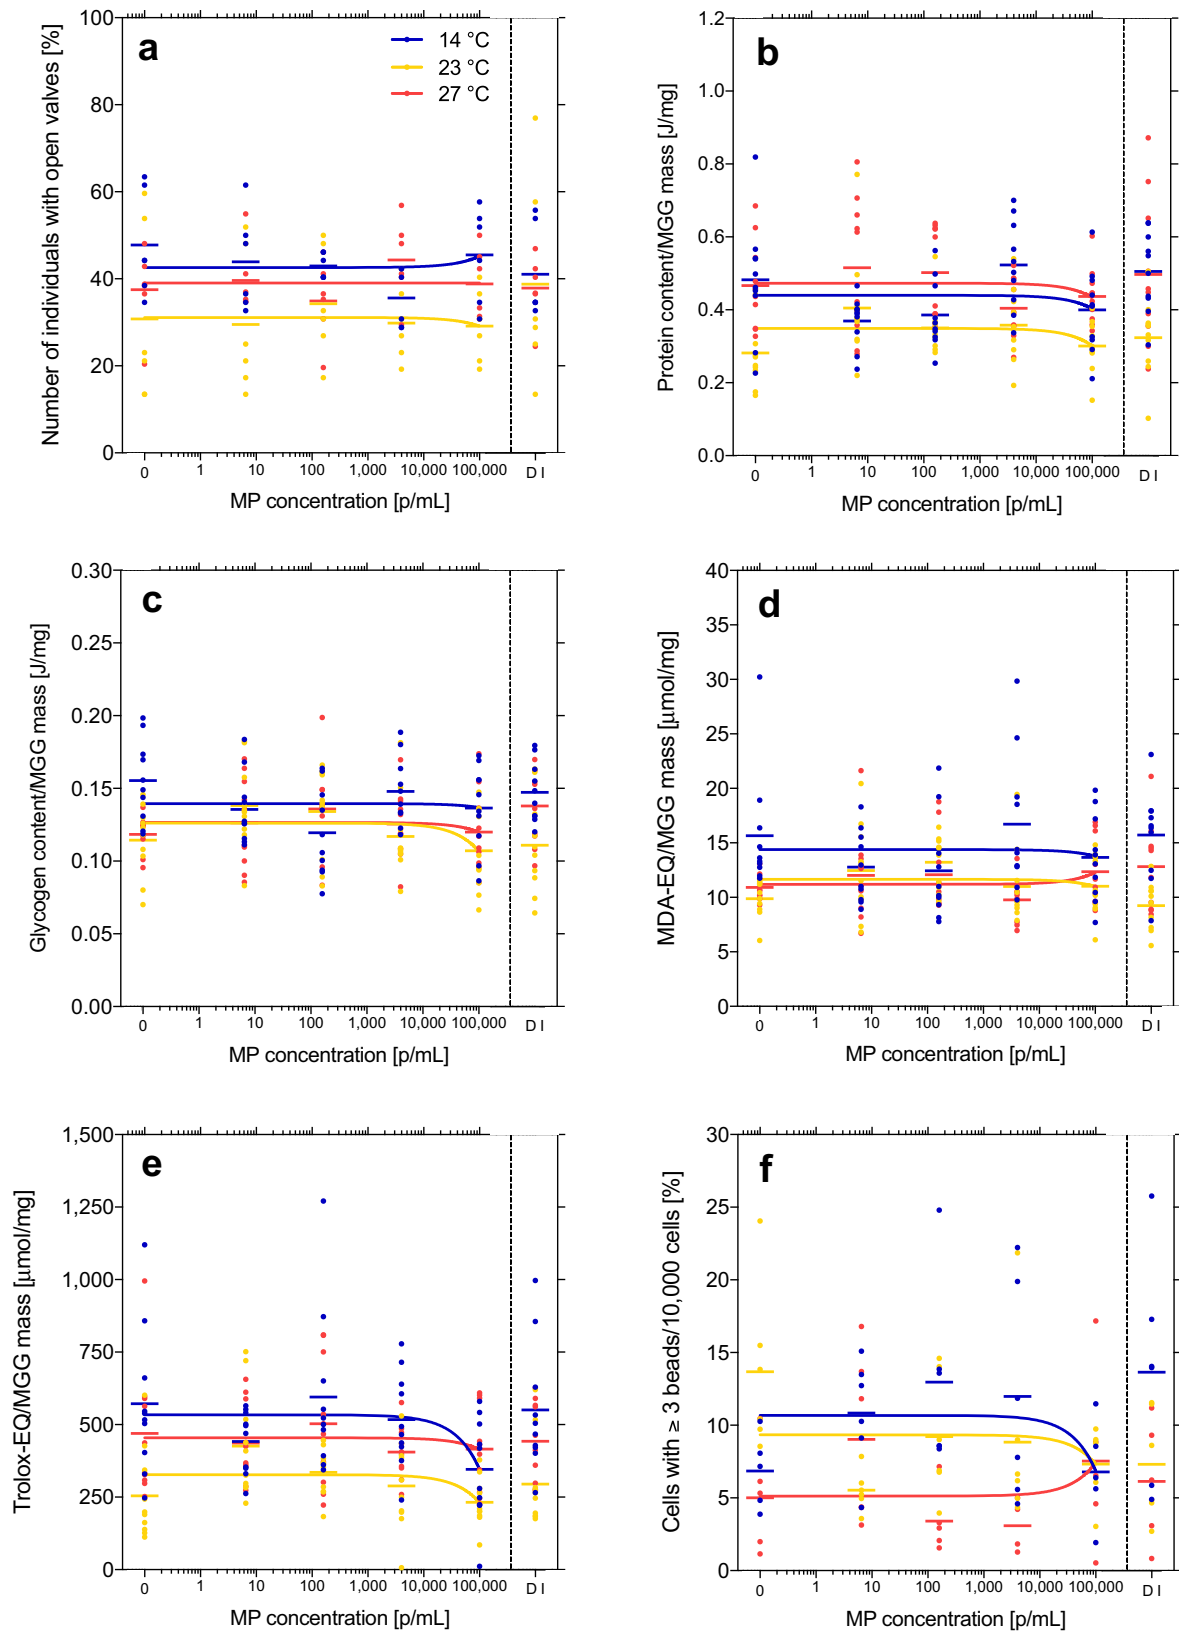 a
14 °C
23 °C
27 °C
Number of individuals with open valves [%]
100
80
60
40
20
0
0 1 10 100 1,000 10,000 100,000 D I
MP concentration [p/mL]
b
Protein content/MGG mass [J/mg]
1.2
1.0
0.8
0.6
0.4
0.2
0.0
0 1 10 100 1,000 10,000 100,000 D I
MP concentration [p/mL]
c
Glycogen content/MGG mass [J/mg]
0.30
0.25
0.20
0.15
0.10
0.05
0.00
0 1 10 100 1,000 10,000 100,000 D I
MP concentration [p/mL]
d
MDA-EQ/MGG mass [µmol/mg]
40
35
30
25
20
15
10
5
0
0 1 10 100 1,000 10,000 100,000 D I
MP concentration [p/mL]
e
Trolox-EQ/MGG mass [µmol/mg]
1,500
1,250
1,000
750
500
250
0
0 1 10 100 1,000 10,000 100,000 D I
MP concentration [p/mL]
f
Cells with ≥ 3 beads/10,000 cells [%]
30
25
20
15
10
5
0
0 1 10 100 1,000 10,000 100,000 D I
MP concentration [p/mL]